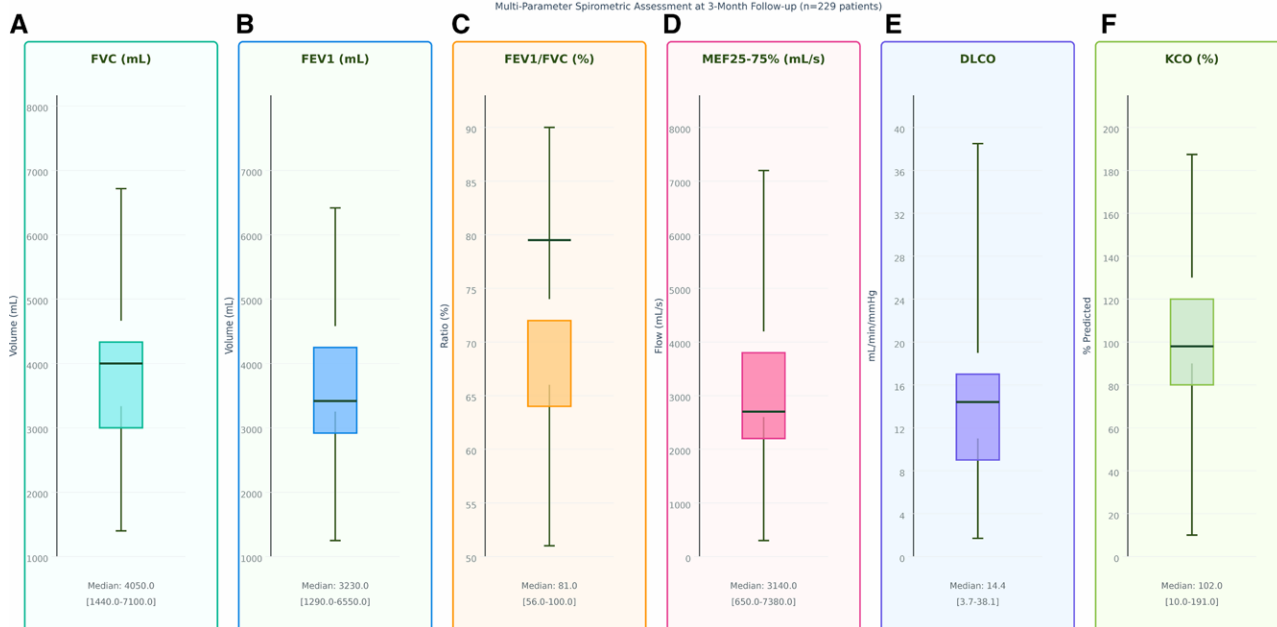 Multi-Parameter Spirometric Assessment at 3-Month Follow-up (n=229 patients)
A
FVC (mL)
Volume (mL)
8000
7000
6000
5000
4000
3000
2000
1000
Median: 4050.0
[1440.0-7100.0]
B
FEV1 (mL)
Volume (mL)
7000
6000
5000
4000
3000
2000
1000
Median: 3230.0
[1290.0-6550.0]
C
FEV1/FVC (%)
Ratio (%)
90
85
80
75
70
65
60
55
50
Median: 81.0
[56.0-100.0]
D
MEF25-75% (mL/s)
Flow (mL/s)
8000
7000
6000
5000
4000
3000
2000
1000
0
Median: 3140.0
[650.0-7380.0]
E
DLCO
mL/min/mmHg
40
36
32
28
24
20
16
12
8
4
0
Median: 14.4
[3.7-38.1]
F
KCO (%)
% Predicted
200
180
160
140
120
100
80
60
40
20
0
Median: 102.0
[10.0-191.0]